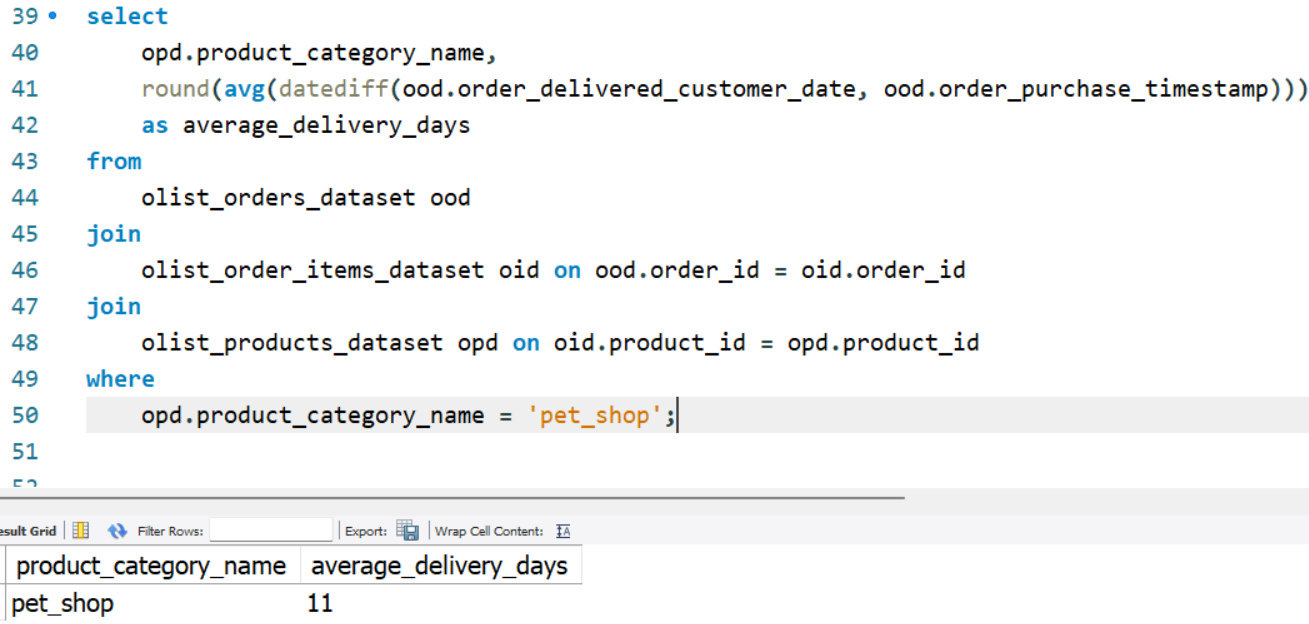 39 select
40 opd.product_category_name,
41 round(avg(datediff(ood.order_delivered_customer_date, ood.order_purchase_timestamp)))
42 as average_delivery_days
43 from
44 olist_orders_dataset ood
45 join
46 olist_order_items_dataset oid on ood.order_id = oid.order_id
47 join
48 olist_products_dataset opd on oid.product_id = opd.product_id
49 where
50 opd.product_category_name = 'pet_shop';
51
52
esult Grid Filter Rows: Export: Wrap Cell Content: IA
product_category_name average_delivery_days
pet_shop 11